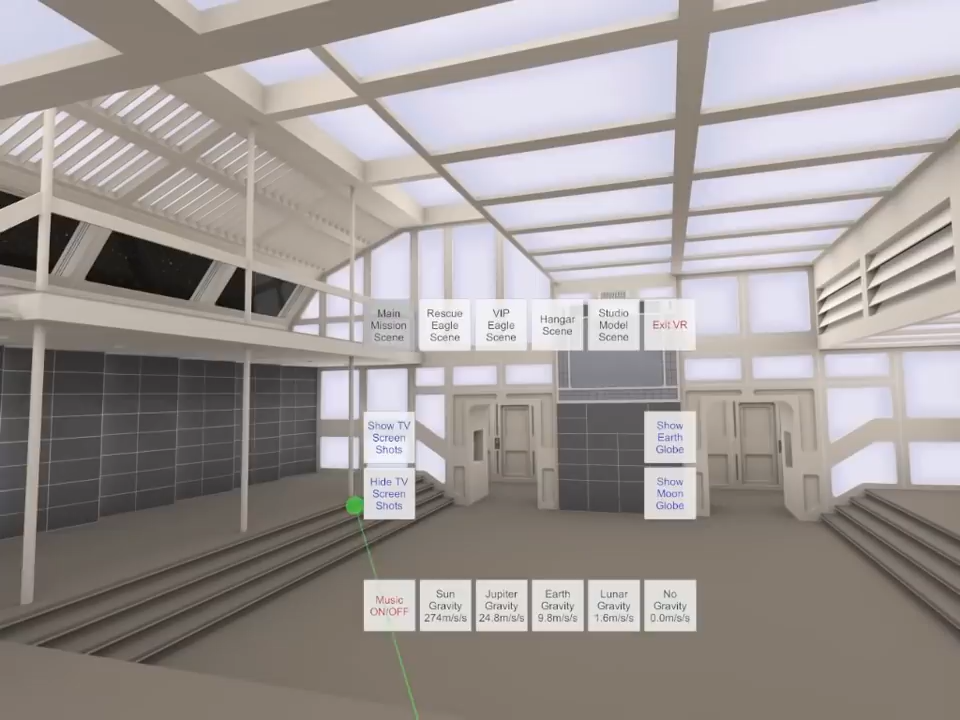 Main
Mission
Scene
Rescue
Eagle
Scene
VIP
Eagle
Scene
Hangar
Scene
Studio
Model
Scene
Exit VR
Show TV
Screen
Shots
Show
Earth
Globe
Hide TV
Screen
Shots
Show
Moon
Globe
Music
ON/OFF
Sun
Gravity
274m/s/s
Jupiter
Gravity
24.8m/s/s
Earth
Gravity
9.8m/s/s
Lunar
Gravity
1.6m/s/s
No
Gravity
0.0m/s/s